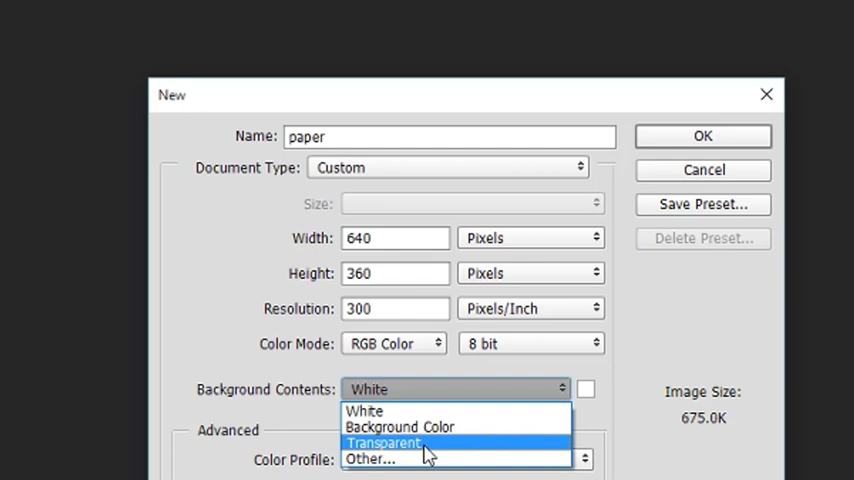 New
Name: paper OK
Document Type: Custom Cancel
Size: Save Preset...
Width: 640 Pixels Delete Preset...
Height: 360 Pixels
Resolution: 300 Pixels/Inch
Color Mode: RGB Color 8 bit
Background Contents: White Image Size:
White 675.0K
Background Color
Advanced
Transparent
Other...
Color Profile: